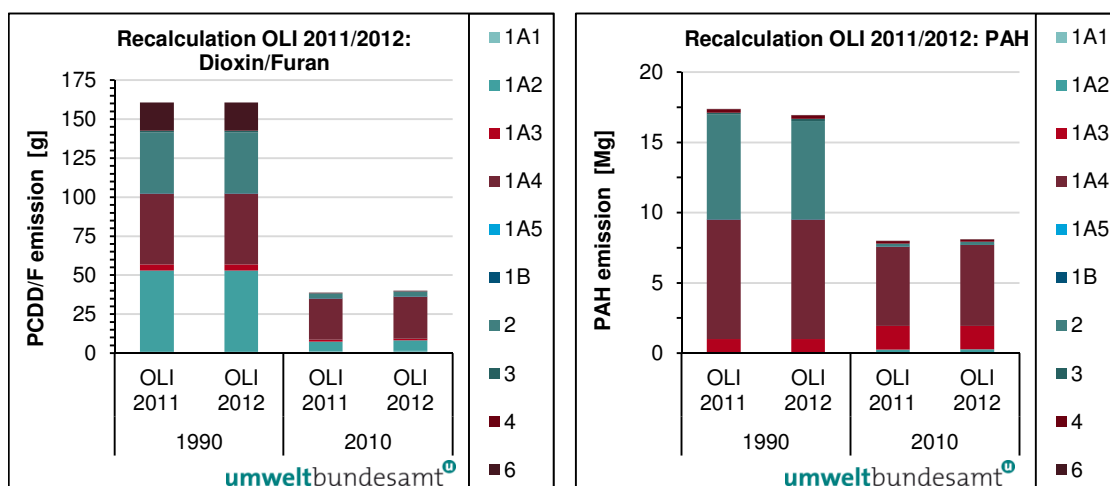 Recalculation OLI 2011/2012:
Dioxin/Furan
PCDD/F emission [g]
175
150
125
100
75
50
25
0
OLI
2011
OLI
2012
OLI
2011
OLI
2012
1990
2010
umweltbundesamt u
1A1
1A2
1A3
1A4
1A5
1B
2
3
4
6
Recalculation OLI 2011/2012: PAH
PAH emission [Mg]
20
15
10
5
0
OLI
2011
OLI
2012
OLI
2011
OLI
2012
1990
2010
umweltbundesamt u
1A1
1A2
1A3
1A4
1A5
1B
2
3
4
6